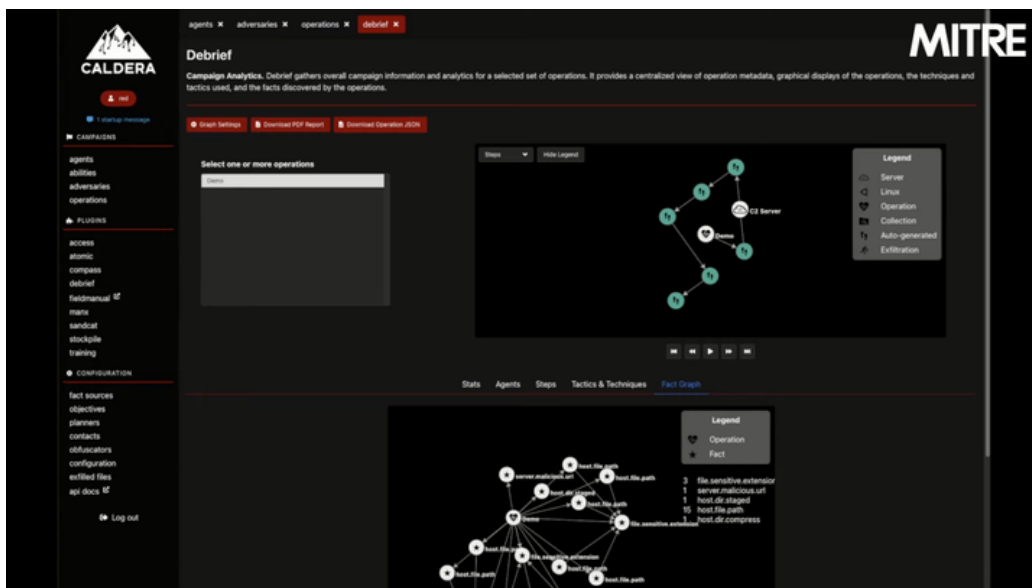 agents ✖ adversaries ✖ operations ✖ debrief ✖
MITRE
CALDERA
red
1 startup message
CAMPAIGNS
agents
abilities
adversaries
operations
PLUGINS
access
atomic
compass
debrief
fieldmanual
manx
sandcat
stockpile
training
CONFIGURATION
fact sources
objectives
planners
contacts
obfuscators
configuration
exfilled files
api docs
Log out
Debrief
Campaign Analytics. Debrief gathers overall campaign information and analytics for a selected set of operations. It provides a centralized view of operation metadata, graphical displays of the operations, the techniques and
tactics used, and the facts discovered by the operations.
Graph Settings Download PDF Report Download Operation JSON
Select one or more operations
Demo
Steps Hide Legend
C2 Server
Demo
Legend
Server
Linux
Operation
Collection
Auto-generated
Exfiltration
Stats Agents Steps Tactics & Techniques Fact Graph
Legend
Operation
Fact
3 file.sensitive.extension
1 server.malicious.url
1 host.dir.staged
15 host.file.path
1 host.dir.compress
host.file.path
server.malicious.url
host.file.path
host.dir.staged
host.file.path
Demo
file.sensitive.extension
host.file.path
file.sensitive.extension
host.file.path
host.file.path
host.file.path